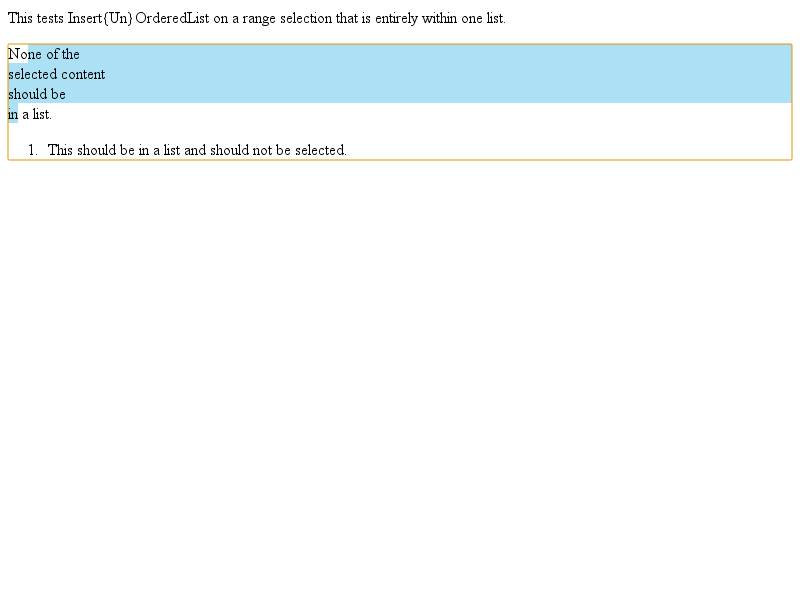 This tests Insert{Un}OrderedList on a range selection that is entirely within one list.
None of the
selected content
should be
in a list.
1. This should be in a list and should not be selected.